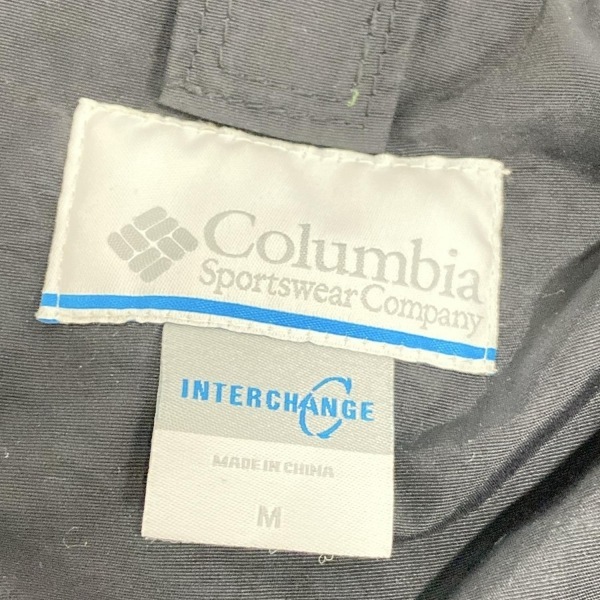 Columbia
Sportswear Company
INTERCHANGE
MADE IN CHINA
M